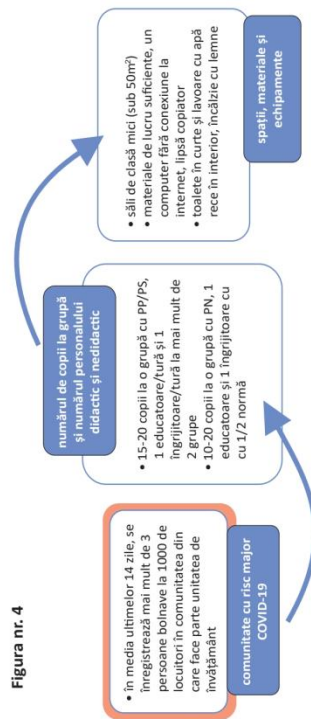 Figura nr. 4
• în media ultimelor 14 zile, se
înregistrează mai mult de 3
persoane bolnave la 1000 de
locuitori în comunitatea din
care face parte unitatea de
învățământ
comunitate cu risc major
COVID-19
numărul de copii la grupă
și numărul personalului
didactic și nedidactic
• 15-20 copii la o grupă cu PP/PS,
1 educatoare/tură și 1
îngrijitoare/tură la mai mult de
2 grupe
• 10-20 copii la o grupă cu PN, 1
educatoare și 1 îngrijitoare cu
cu 1/2 normă
• săli de clasă mici (sub 50m²)
• materiale de lucru suficiente, un
computer fără conexiune la
internet, lipsă copiator
• toalete în curte și lavoare cu apă
rece în interior, încălzie cu lemne
spații, materiale și
echipamente